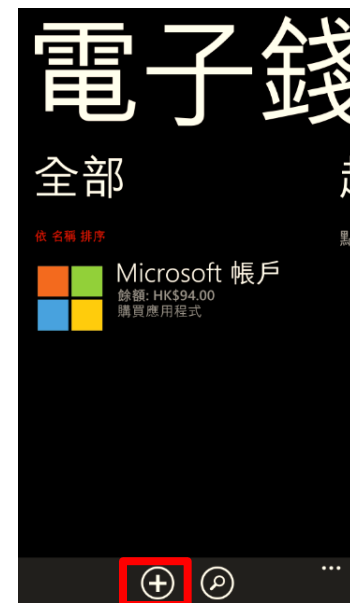 電子錢
全部
依 名稱 排序
Microsoft 帳戶
餘額: HK$94.00
購買應用程式